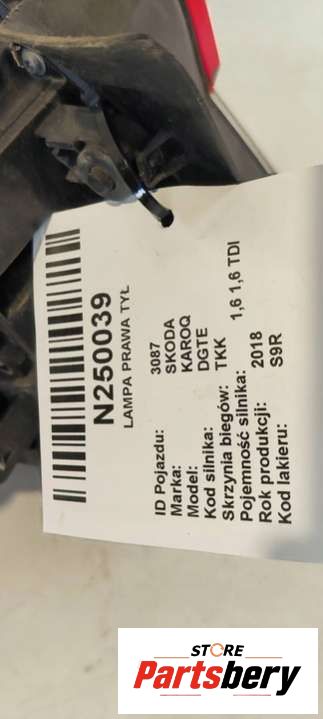 N250039
LAMPA PRAWA TYL
ID Pojazdu: 3087
Marka: SKODA
Model: KAROQ
Kod silnika: DGTE
Skrzynia biegów: TKK
Pojemność silnika: 1,6 1,6 TDI
Rok produkcji: 2018
Kod lakieru: S9R
STORE
Partsbery